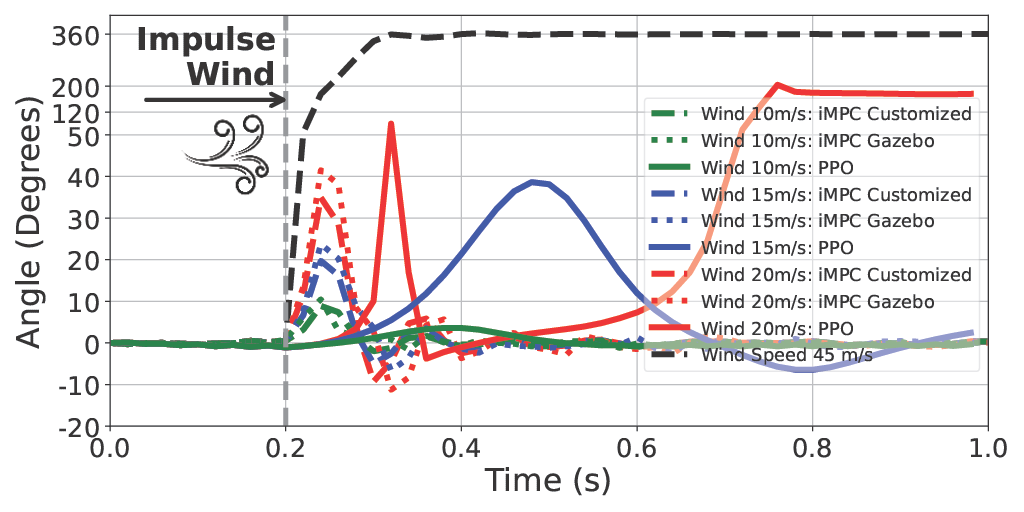 Impulse
Wind
Angle (Degrees)
360
200
120
50
40
30
20
10
0
-10
-20
Wind 10m/s: iMPC Customized
Wind 10m/s: iMPC Gazebo
Wind 10m/s: PPO
Wind 15m/s: iMPC Customized
Wind 15m/s: iMPC Gazebo
Wind 15m/s: PPO
Wind 20m/s: iMPC Customized
Wind 20m/s: iMPC Gazebo
Wind 20m/s: PPO
Wind Speed 45 m/s
0.0 0.2 0.4 0.6 0.8 1.0
Time (s)